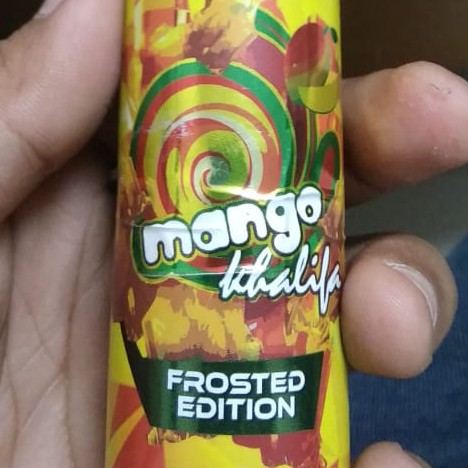 mango
khalifa
FROSTED
EDITION